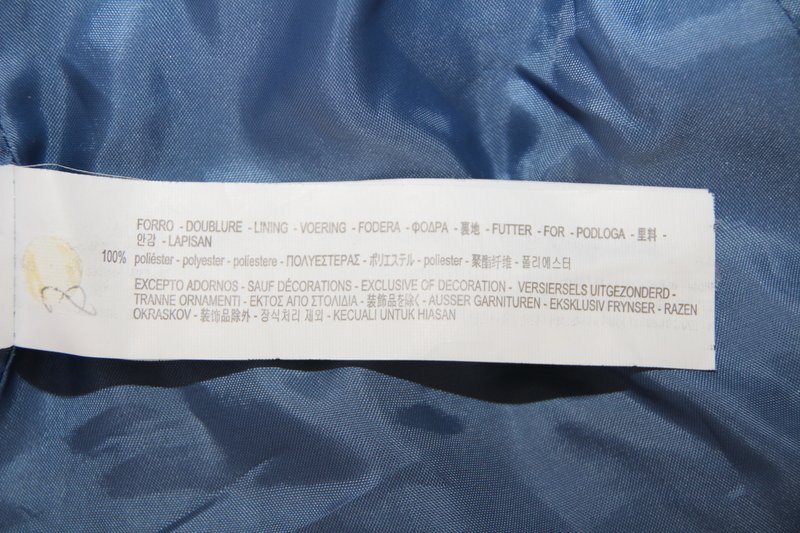 FORRO - DOUBLURE - LINING - VOERING - FODERA - ΦΟΔΡΑ - 裏地 - FUTTER - FOR - PODLOGA - 里料 -
안감 - LAPISAN
100% poliéster - polyester - poliestere - ΠΟΛΥΕΣΤΕΡΑΣ - ポリエステル - poliester - 聚酯纤维 - 폴리에스터
EXCEPTO ADORNOS - SAUF DÉCORATIONS - EXCLUSIVE OF DECORATION - VERSIERSELS UITGEZONDERD -
TRANNE ORNAMENTI - ΕΚΤΟΣ ΑΠΟ ΣΤΟΛΙΔΙΑ - 装飾品を除く - AUSSER GARNITUREN - EKSKLUSIV FRYNSER - RAZEN
OKRASKOV - 装饰品除外 - 장식처리 제외 - KECUALI UNTUK HIASAN